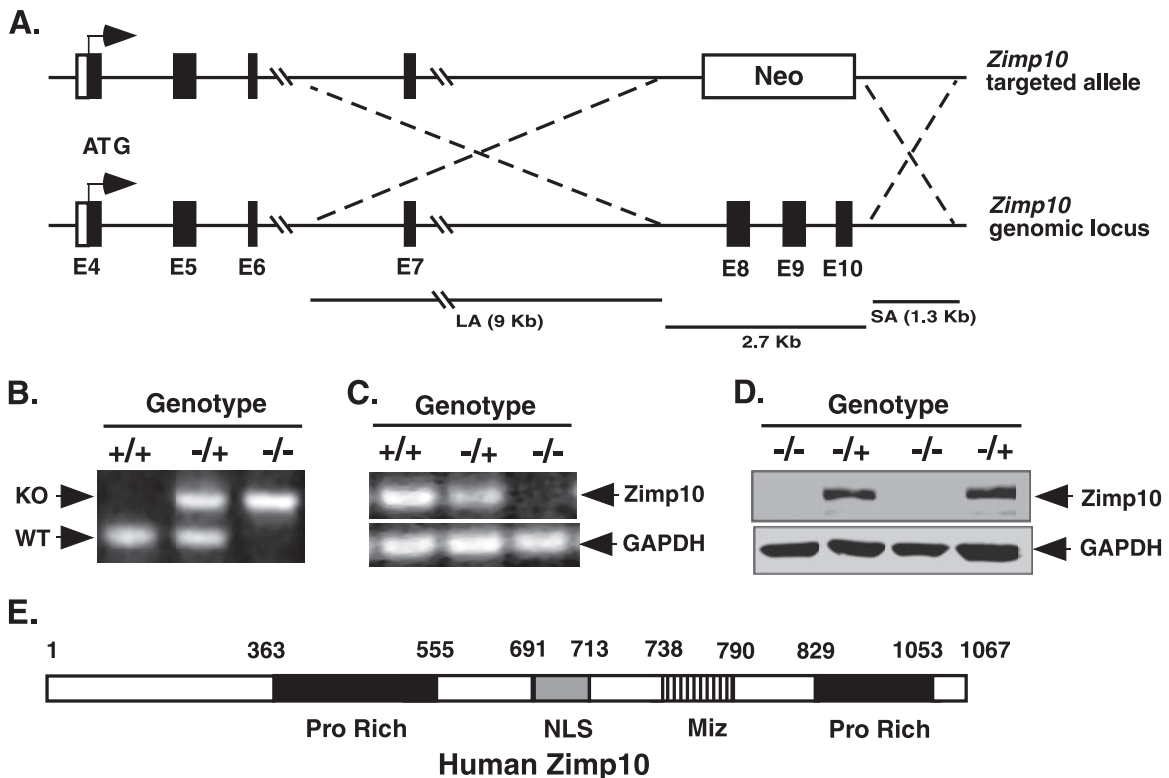 A.
Neo
Zimp10
targeted allele
ATG
Zimp10
genomic locus
E4 E5 E6 E7 E8 E9 E10
LA (9 Kb) SA (1.3 Kb)
2.7 Kb
B.
Genotype
+/+ -/+ -/-
KO
WT
C.
Genotype
+/+ -/+ -/-
Zimp10
GAPDH
D.
Genotype
-/- -/+ -/- -/+
Zimp10
GAPDH
E.
1 363 555 691 713 738 790 829 1053 1067
Pro Rich NLS Miz Pro Rich
Human Zimp10